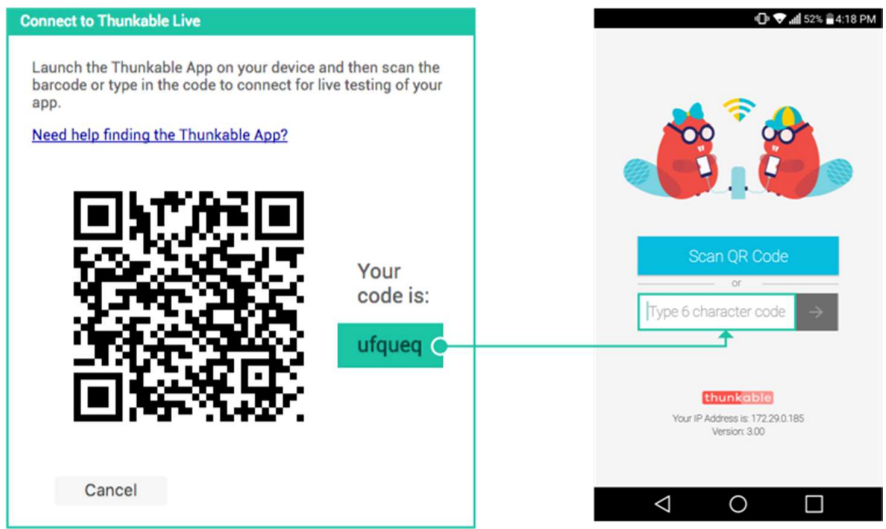 Connect to Thunkable Live
Launch the Thunkable App on your device and then scan the
barcode or type in the code to connect for live testing of your
app.
Need help finding the Thunkable App?
Your
code is:
ufqueq
Cancel
52% 4:18 PM
Scan QR Code
or
Type 6 character code
thunkable
Your IP Address is: 172.29.0.185
Version: 3.00